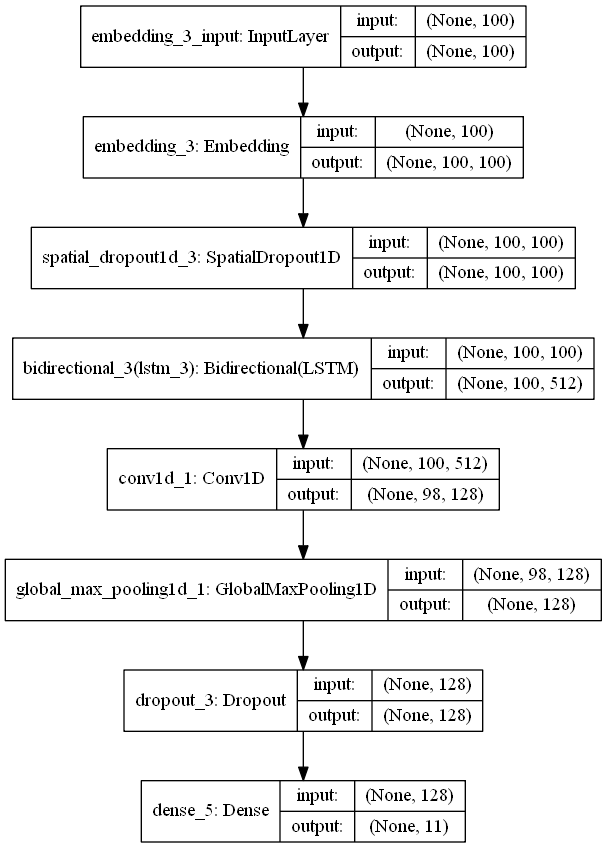 embedding_3_input: InputLayer
input: (None, 100)
output: (None, 100)
embedding_3: Embedding
input: (None, 100)
output: (None, 100, 100)
spatial_dropout1d_3: SpatialDropout1D
input: (None, 100, 100)
output: (None, 100, 100)
bidirectional_3(lstm_3): Bidirectional(LSTM)
input: (None, 100, 100)
output: (None, 100, 512)
conv1d_1: Conv1D
input: (None, 100, 512)
output: (None, 98, 128)
global_max_pooling1d_1: GlobalMaxPooling1D
input: (None, 98, 128)
output: (None, 128)
dropout_3: Dropout
input: (None, 128)
output: (None, 128)
dense_5: Dense
input: (None, 128)
output: (None, 11)